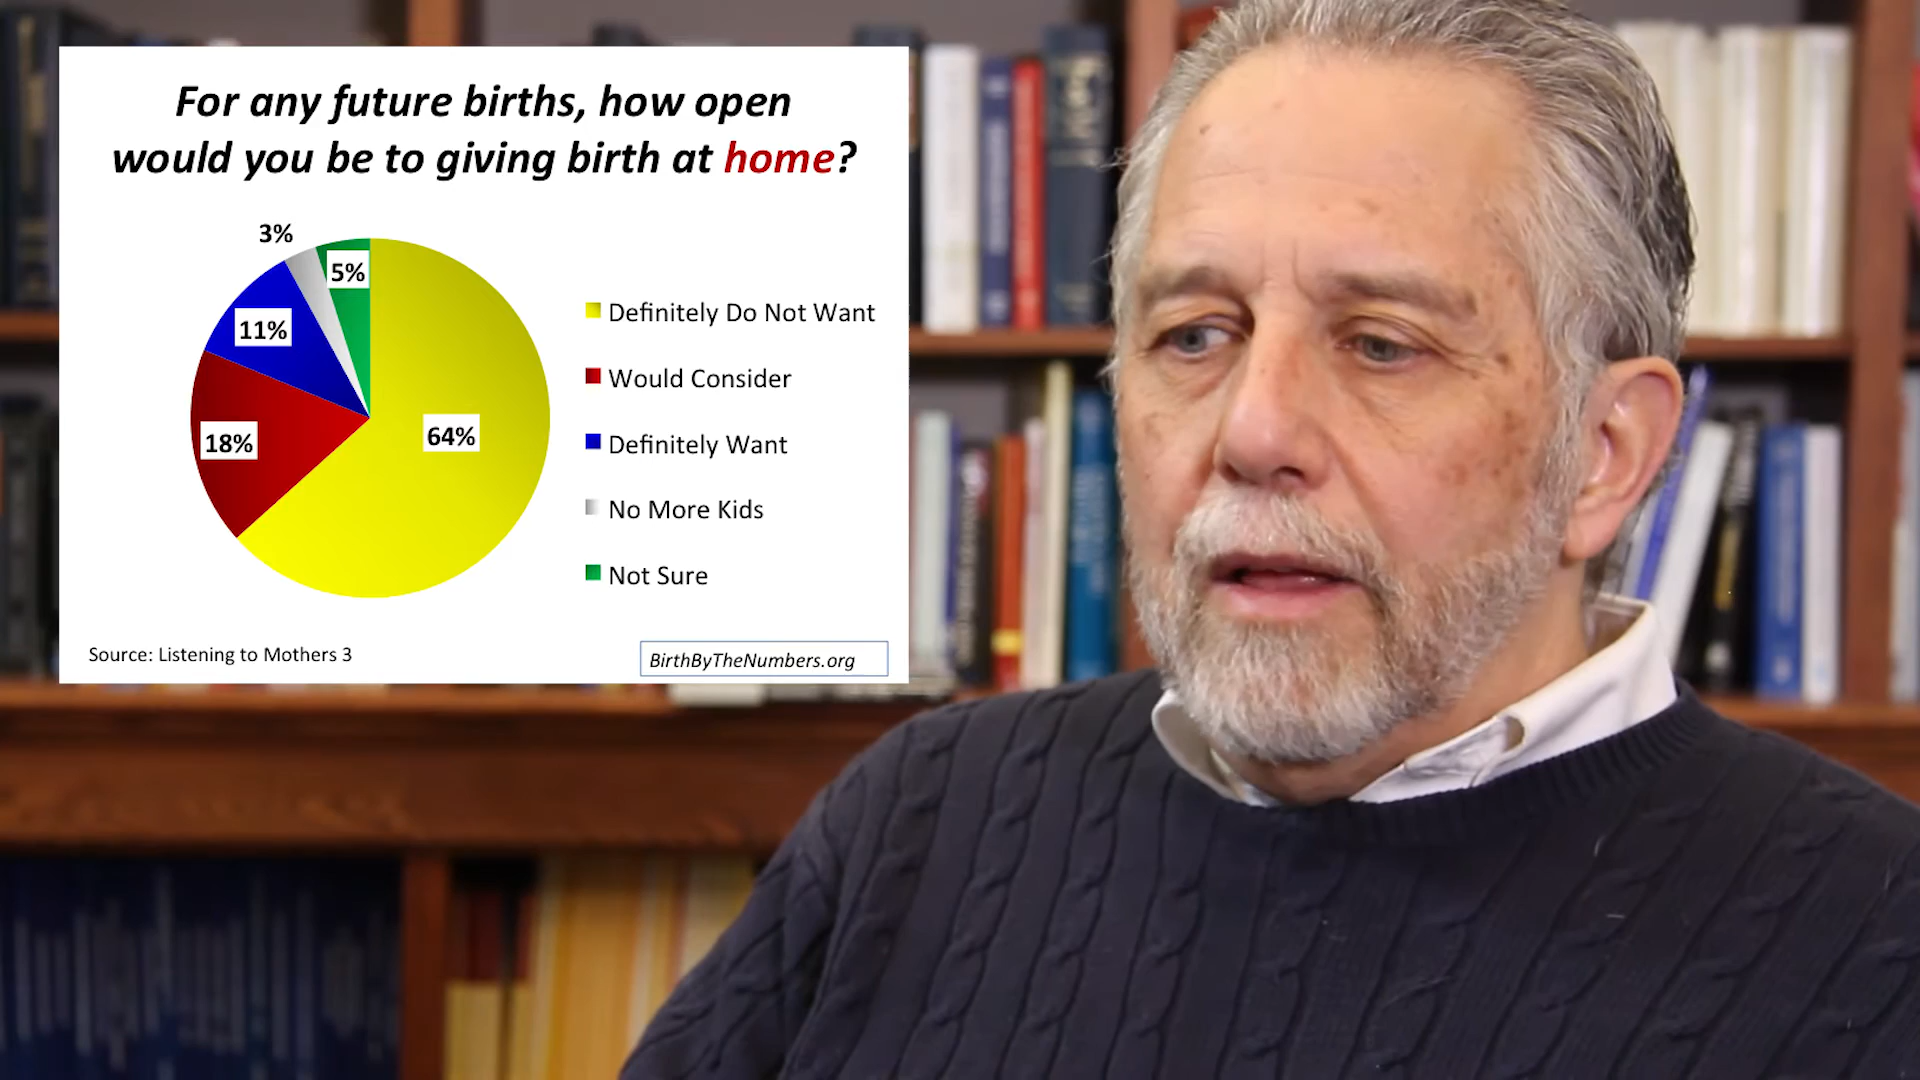 For any future births, how open
would you be to giving birth at home?
3%
5%
11%
18%
64%
Definitely Do Not Want
Would Consider
Definitely Want
No More Kids
Not Sure
Source: Listening to Mothers 3
BirthByTheNumbers.org